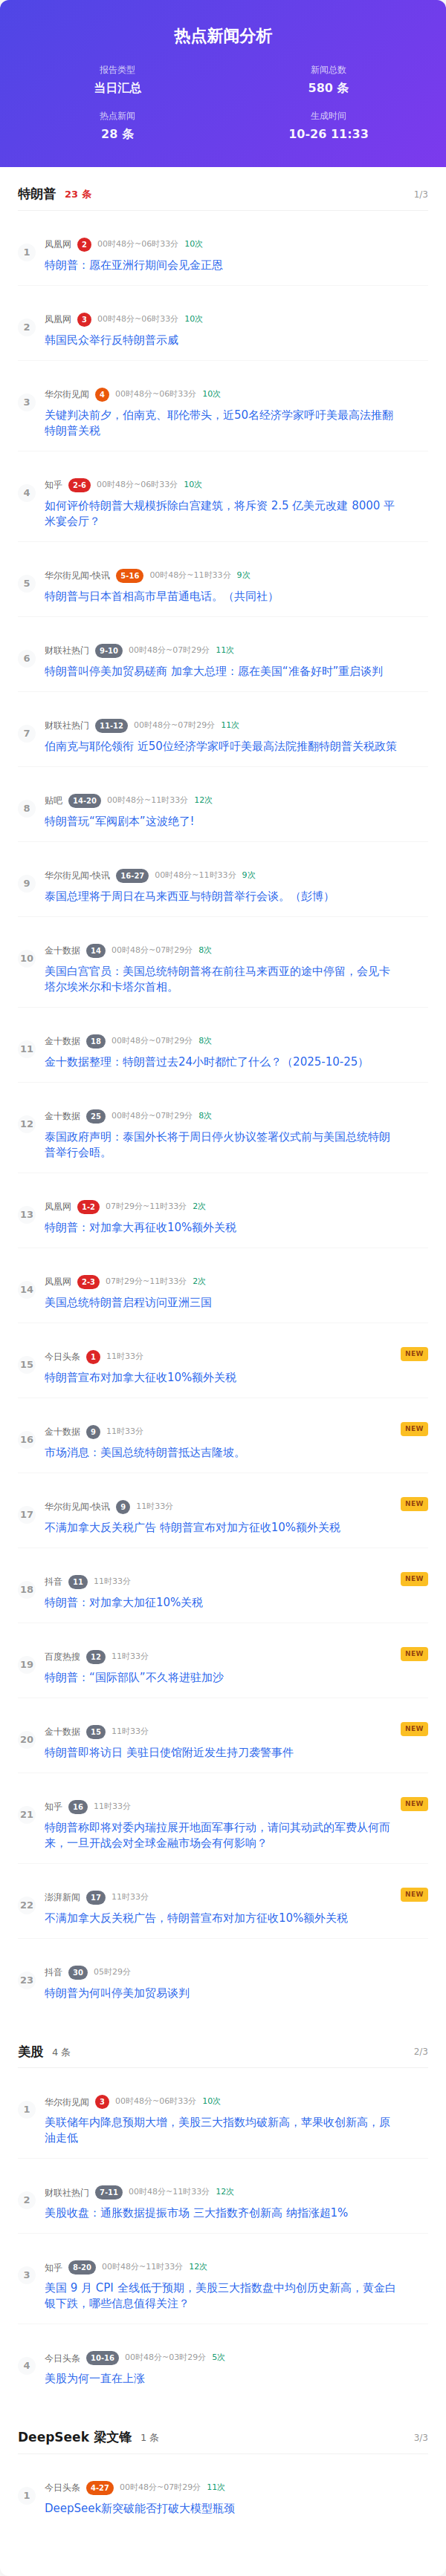 热点新闻分析
报告类型
新闻总数
当日汇总
580 条
热点新闻
生成时间
28 条
10-26 11:33
特朗普 23 条 1/3
1 凤凰网 2 00时48分~06时33分 10次
特朗普：愿在亚洲行期间会见金正恩
2 凤凰网 3 00时48分~06时33分 10次
韩国民众举行反特朗普示威
3 华尔街见闻 4 00时48分~06时33分 10次
关键判决前夕，伯南克、耶伦带头，近50名经济学家呼吁美最高法推翻
特朗普关税
4 知乎 2-6 00时48分~06时33分 10次
如何评价特朗普大规模拆除白宫建筑，将斥资 2.5 亿美元改建 8000 平
米宴会厅？
5 华尔街见闻-快讯 5-16 00时48分~11时33分 9次
特朗普与日本首相高市早苗通电话。（共同社）
6 财联社热门 9-10 00时48分~07时29分 11次
特朗普叫停美加贸易磋商 加拿大总理：愿在美国“准备好时”重启谈判
7 财联社热门 11-12 00时48分~07时29分 11次
伯南克与耶伦领衔 近50位经济学家呼吁美最高法院推翻特朗普关税政策
8 贴吧 14-20 00时48分~11时33分 12次
特朗普玩“军阀剧本”这波绝了!
9 华尔街见闻-快讯 16-27 00时48分~11时33分 9次
泰国总理将于周日在马来西亚与特朗普举行会谈。（彭博）
10 金十数据 14 00时48分~07时29分 8次
美国白宫官员：美国总统特朗普将在前往马来西亚的途中停留，会见卡
塔尔埃米尔和卡塔尔首相。
11 金十数据 18 00时48分~07时29分 8次
金十数据整理：特朗普过去24小时都忙了什么？（2025-10-25）
12 金十数据 25 00时48分~07时29分 8次
泰国政府声明：泰国外长将于周日停火协议签署仪式前与美国总统特朗
普举行会晤。
13 凤凰网 1-2 07时29分~11时33分 2次
特朗普：对加拿大再征收10%额外关税
14 凤凰网 2-3 07时29分~11时33分 2次
美国总统特朗普启程访问亚洲三国
15 今日头条 1 11时33分 NEW
特朗普宣布对加拿大征收10%额外关税
16 金十数据 9 11时33分 NEW
市场消息：美国总统特朗普抵达吉隆坡。
17 华尔街见闻-快讯 9 11时33分 NEW
不满加拿大反关税广告 特朗普宣布对加方征收10%额外关税
18 抖音 11 11时33分 NEW
特朗普：对加拿大加征10%关税
19 百度热搜 12 11时33分 NEW
特朗普：“国际部队”不久将进驻加沙
20 金十数据 15 11时33分 NEW
特朗普即将访日 美驻日使馆附近发生持刀袭警事件
21 知乎 16 11时33分 NEW
特朗普称即将对委内瑞拉展开地面军事行动，请问其动武的军费从何而
来，一旦开战会对全球金融市场会有何影响？
22 澎湃新闻 17 11时33分 NEW
不满加拿大反关税广告，特朗普宣布对加方征收10%额外关税
23 抖音 30 05时29分
特朗普为何叫停美加贸易谈判
美股 4 条 2/3
1 华尔街见闻 3 00时48分~06时33分 10次
美联储年内降息预期大增，美股三大指数均破新高，苹果收创新高，原
油走低
2 财联社热门 7-11 00时48分~11时33分 12次
美股收盘：通胀数据提振市场 三大指数齐创新高 纳指涨超1%
3 知乎 8-20 00时48分~11时33分 12次
美国 9 月 CPI 全线低于预期，美股三大指数盘中均创历史新高，黄金白
银下跌，哪些信息值得关注？
4 今日头条 10-16 00时48分~03时29分 5次
美股为何一直在上涨
DeepSeek 梁文锋 1 条 3/3
1 今日头条 4-27 00时48分~07时29分 11次
DeepSeek新突破能否打破大模型瓶颈